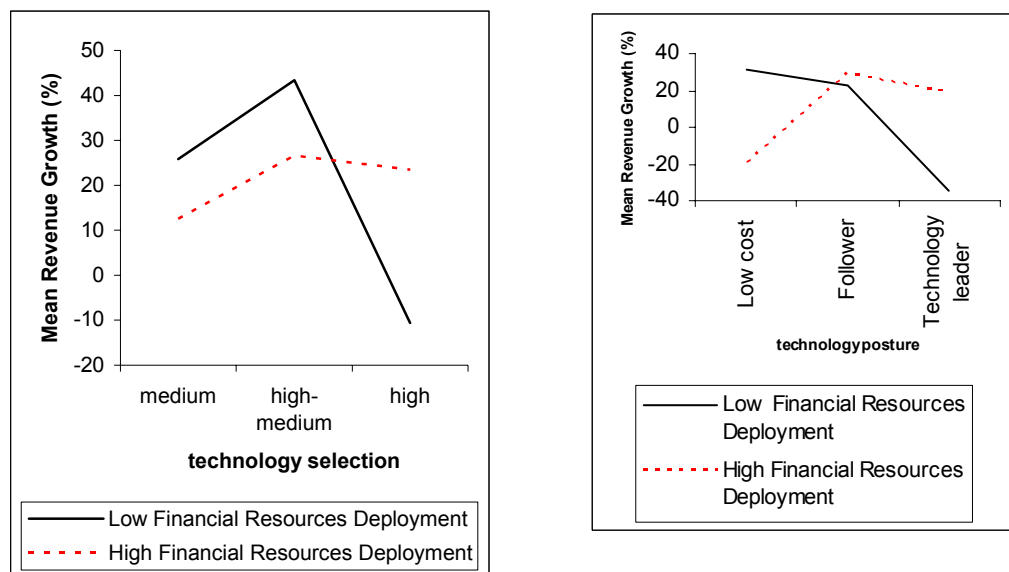 Mean Revenue Growth (%)
50
40
30
20
10
0
-10
-20
medium
high-
medium
high
technology selection
Low Financial Resources Deployment
High Financial Resources Deployment
Mean Revenue Growth (%)
40
20
0
-20
-40
Low cost
Follower
Technology
leader
technologyposture
Low Financial Resources
Deployment
High Financial Resources
Deployment